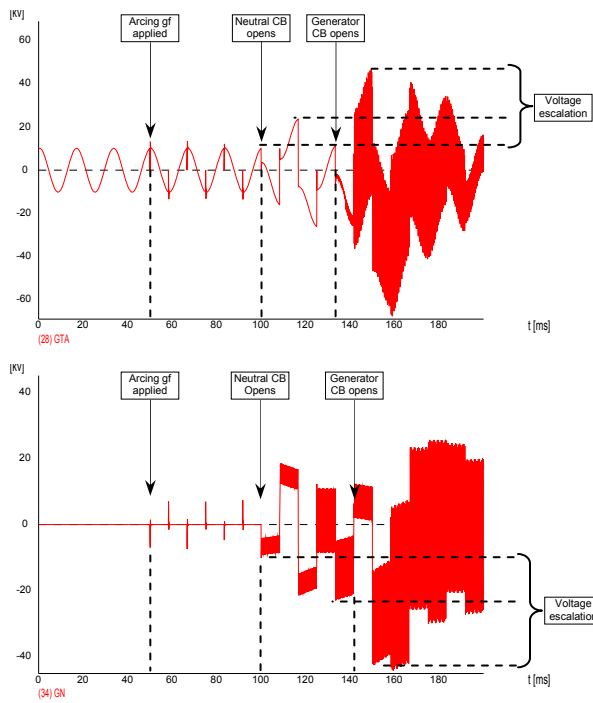 [KV]
Arcing gf
applied
Neutral CB
opens
Generator
CB opens
60
40
20
0
-20
-40
-60
Voltage
escalation
0 20 40 60 80 100 120 140 160 180
t [ms]
(28) GTA
[KV]
Arcing gf
applied
Neutral CB
Opens
Generator
CB opens
40
20
0
-20
-40
Voltage
escalation
0 20 40 60 80 100 120 140 160 180
t [ms]
(34) GN